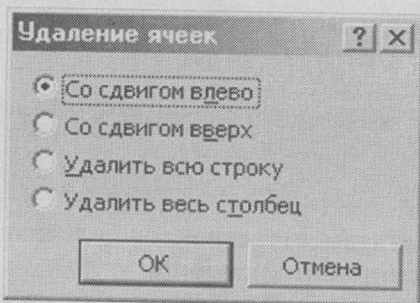 Удаление ячеек
Со сдвигом влево
Со сдвигом вверх
Удалить всю строку
Удалить весь столбец
ОК Отмена